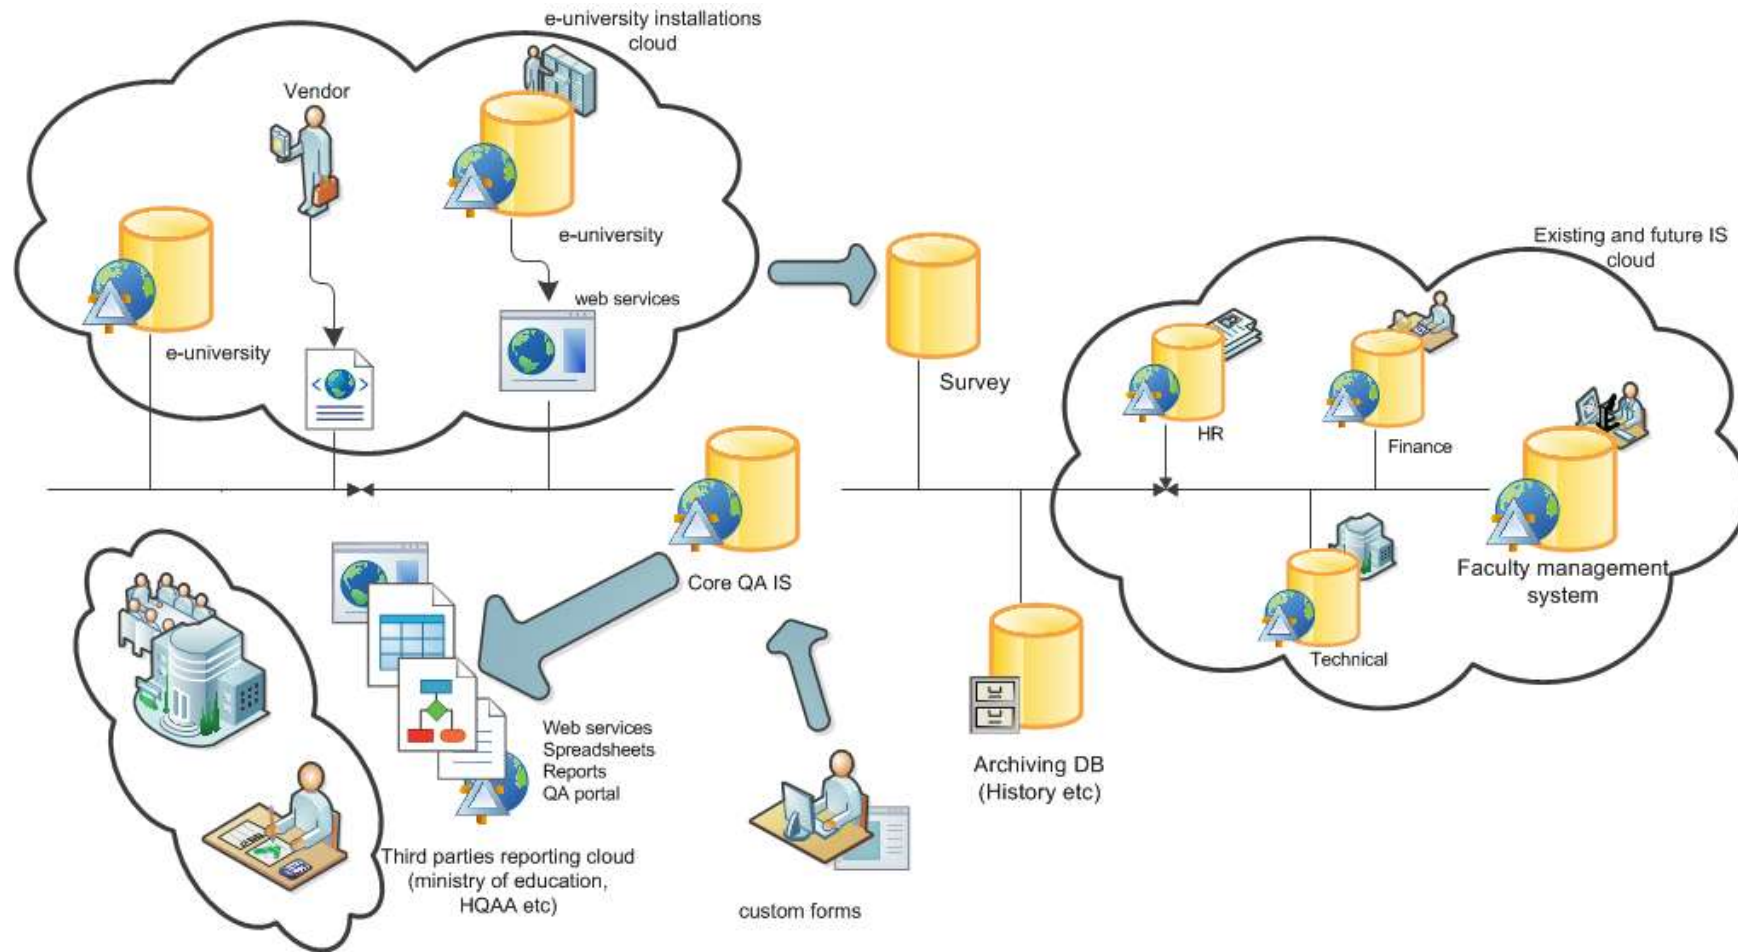 e-university installations
cloud
Vendor
e-university
web services
e-university
Survey
Existing and future IS
cloud
HR
Finance
Faculty management
system
Technical
Core QA IS
Web services
Spreadsheets
Reports
QA portal
Archiving DB
(History etc)
Third parties reporting cloud
(ministry of education,
HQAA etc)
custom forms